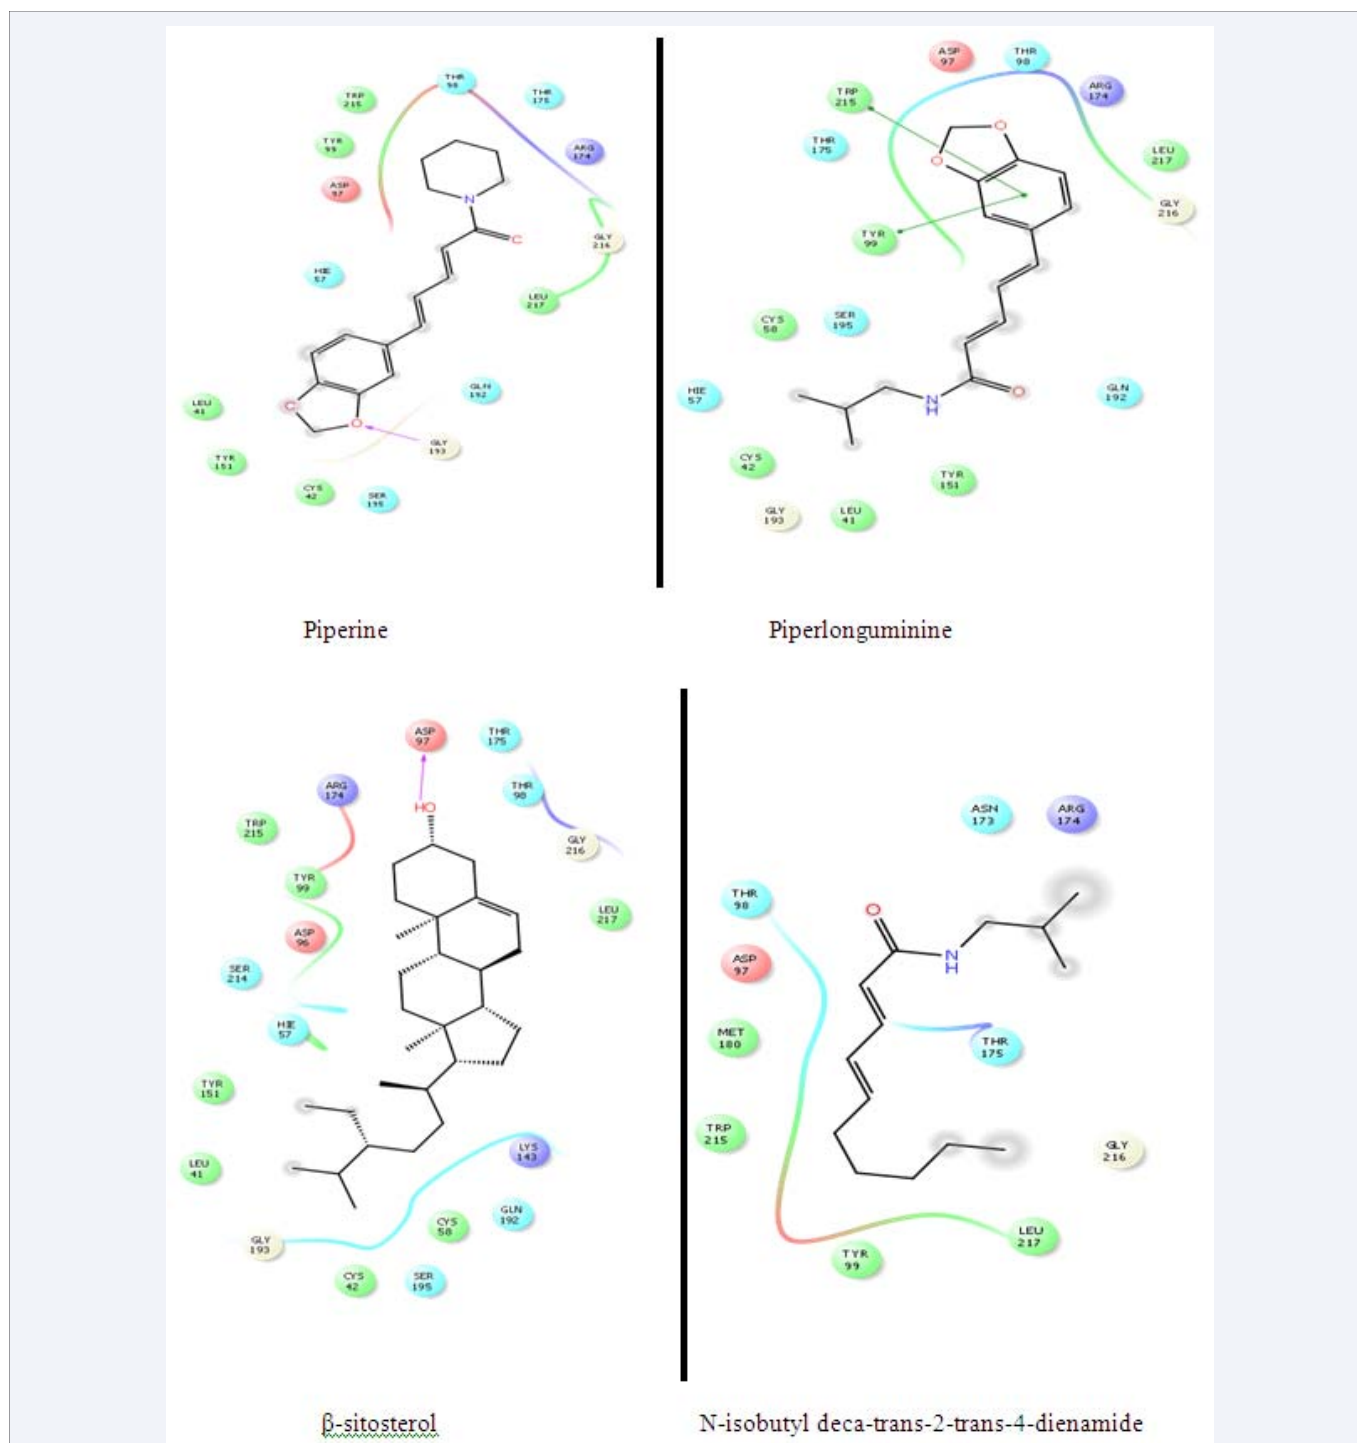 THR
98
TRP
215
THR
175
TYR
99
ARG
174
ASP
97
N
C
GLY
216
HIE
57
LEU
217
GLN
192
LEU
41
C
O
GLY
193
TYR
151
CYS
42
SER
195
Piperine
ASP
97
THR
98
TRP
215
ARG
174
O
THR
175
O
LEU
217
GLY
216
TYR
99
CYS
58
SER
195
HIE
57
GLN
192
N
H
O
CYS
42
TYR
151
GLY
193
LEU
41
Piperlonguminine
ASP
97
THR
175
ARG
174
THR
98
HO
TRP
215
GLY
216
TYR
99
LEU
217
ASP
96
SER
214
HIE
57
TYR
151
LEU
41
LYS
143
GLN
192
CYS
58
GLY
193
CYS
42
SER
195
β-sitosterol
ASN
173
ARG
174
THR
98
O
N
H
ASP
97
MET
180
THR
175
TRP
215
GLY
216
LEU
217
TYR
99
N-isobutyl deca-trans-2-trans-4-dienamide